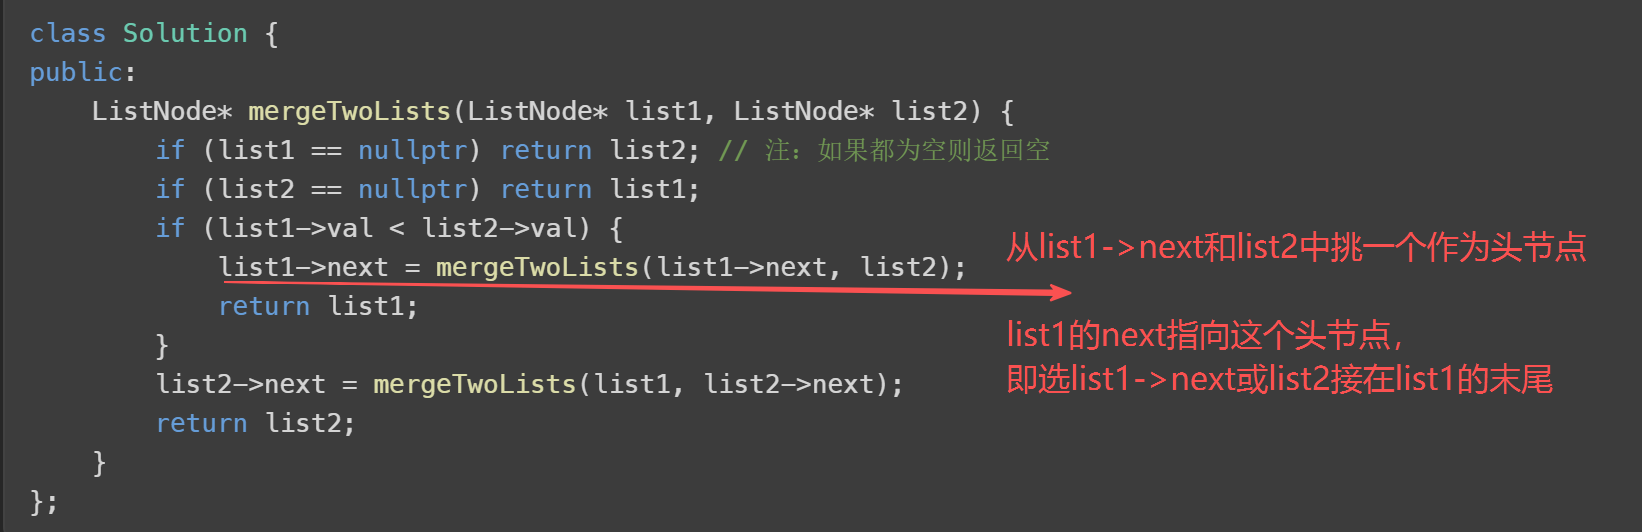 class Solution {
public:
    ListNode* mergeTwoLists(ListNode* list1, ListNode* list2) {
        if (list1 == nullptr) return list2; // 注：如果都为空则返回空
        if (list2 == nullptr) return list1;
        if (list1->val < list2->val) {
            list1->next = mergeTwoLists(list1->next, list2);
            return list1;
        }
        list2->next = mergeTwoLists(list1, list2->next);
        return list2;
    }
};
从list1->next和list2中挑一个作为头节点
list1的next指向这个头节点，
即选list1->next或list2接在list1的末尾